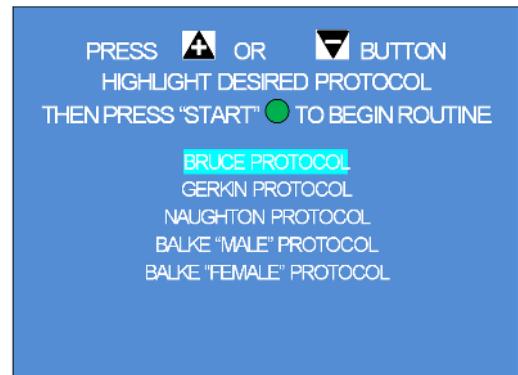 PRESS + OR - BUTTON
HIGHLIGHT DESIRED PROTOCOL
THEN PRESS "START" TO BEGIN ROUTINE
BRUCE PROTOCOL
GERKIN PROTOCOL
NAUGHTON PROTOCOL
BALKE "MALE" PROTOCOL
BALKE "FEMALE" PROTOCOL